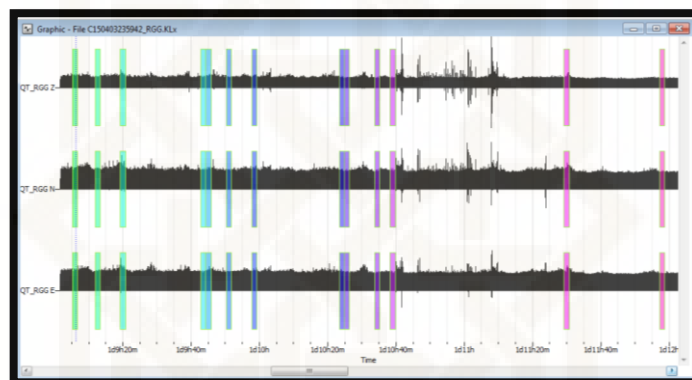 Graphic - File C150403235942_RGG.KLx
QT_RGG Z
QT_RGG N
QT_RGG E
1d9h20m 1d9h40m 1d10h 1d10h20m 1d10h40m 1d11h 1d11h20m 1d11h40m 1d12h
Time